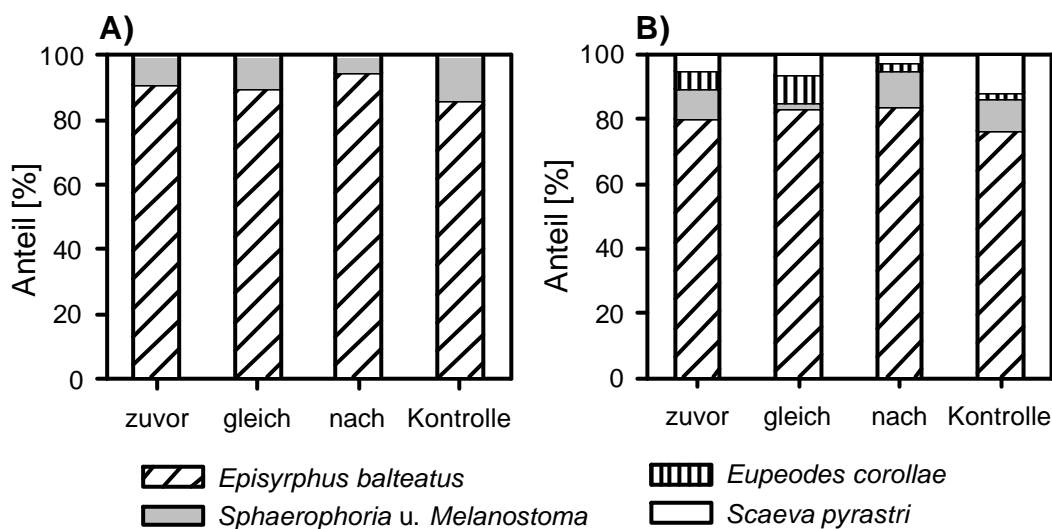 A)
B)
Anteil [%]
100
80
60
40
20
0
zuvor gleich nach Kontrolle
Anteil [%]
100
80
60
40
20
0
zuvor gleich nach Kontrolle
Episyrphus balteatus
Sphaerophoria u. Melanostoma
Eupeodes corollae
Scaeva pyrastri